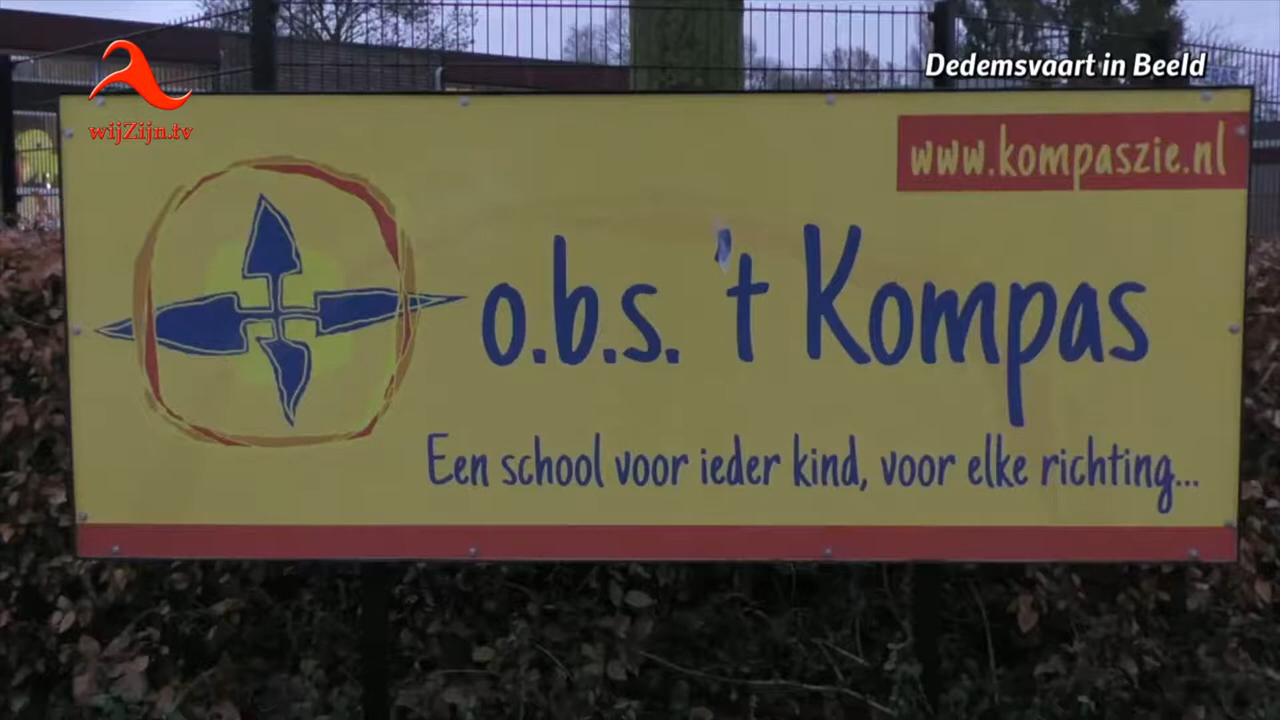 Dedemsvaart in Beeld
wijZijn.tv
www.kompaszie.nl
o.b.s. 't Kompas
Een school voor ieder kind, voor elke richting...